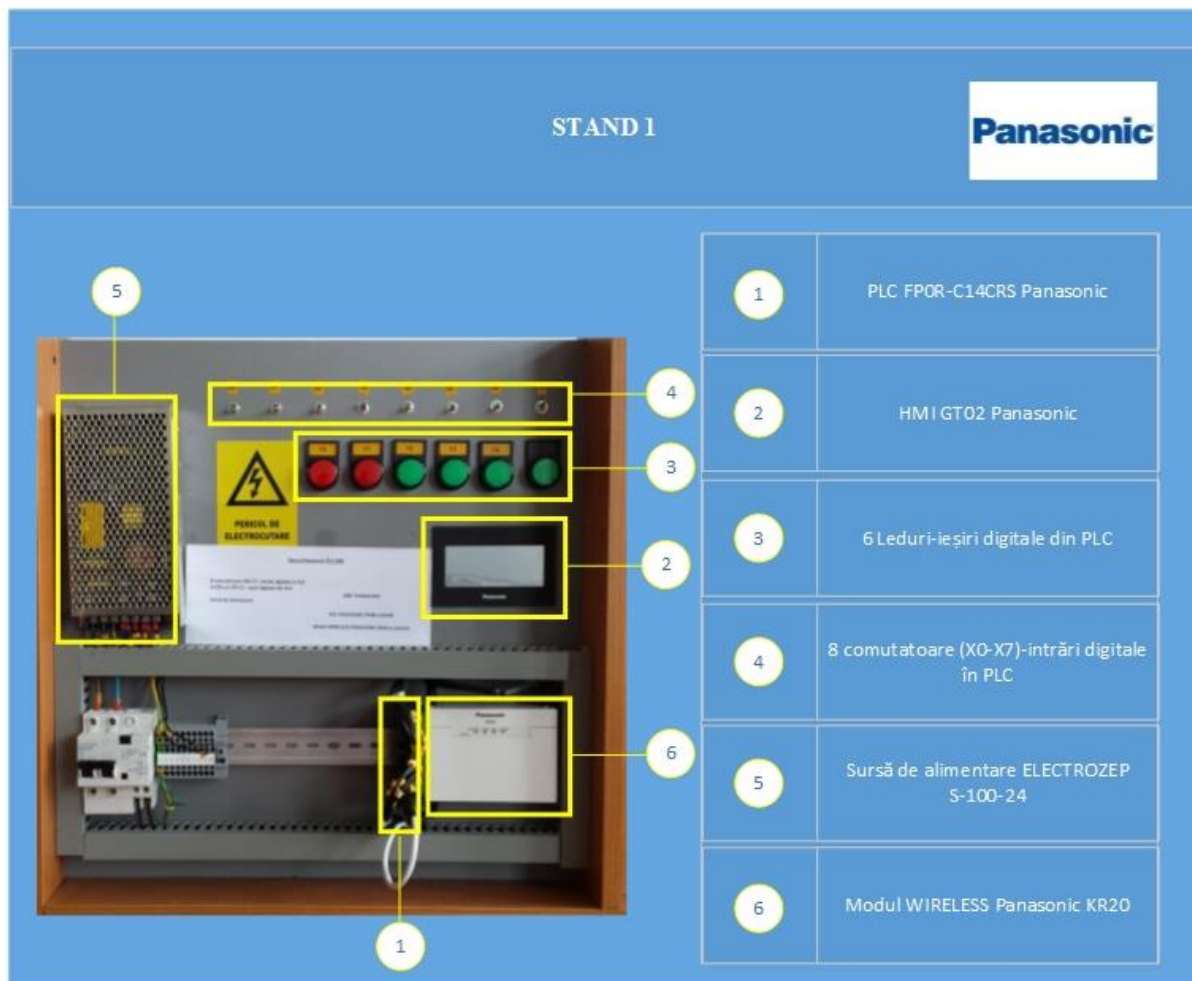 STAND 1
Panasonic
5
4
3
2
6
1
PERICOL DE
ELECTROCUTARE
Panasonic
Panasonic
1
PLC FP0R-C14CRS Panasonic
2
HMI GT02 Panasonic
3
6 Leduri-ieșiri digitale din PLC
4
8 comutatoare (X0-X7)-intrări digitale
în PLC
5
Sursă de alimentare ELECTROZEP
S-100-24
6
Modul WIRELESS Panasonic KR20